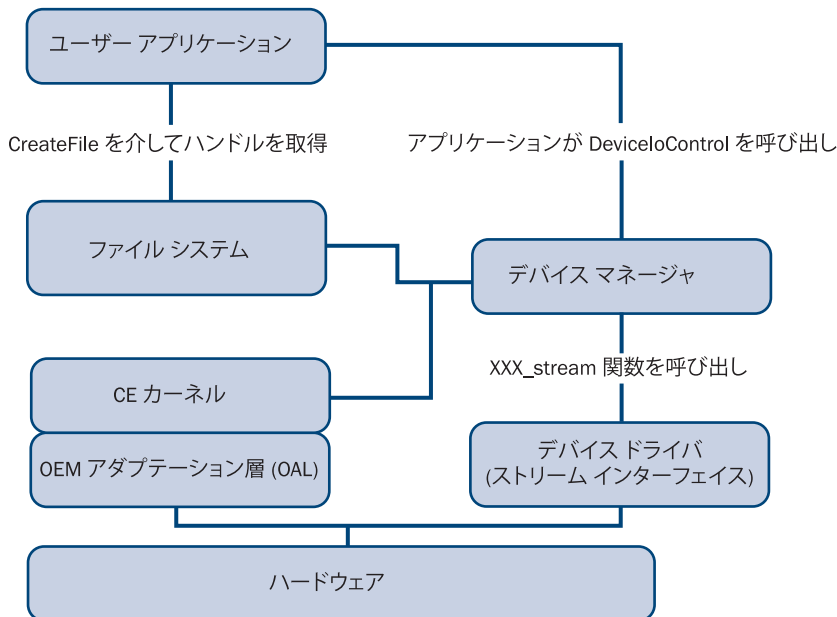 ユーザー アプリケーション
CreateFile を介してハンドルを取得
アプリケーションが DeviceIoControl を呼び出し
ファイル システム
デバイス マネージャ
XXX_stream 関数を呼び出し
CE カーネル
OEM アダプテーション層 (OAL)
デバイス ドライバ
(ストリーム インターフェイス)
ハードウェア